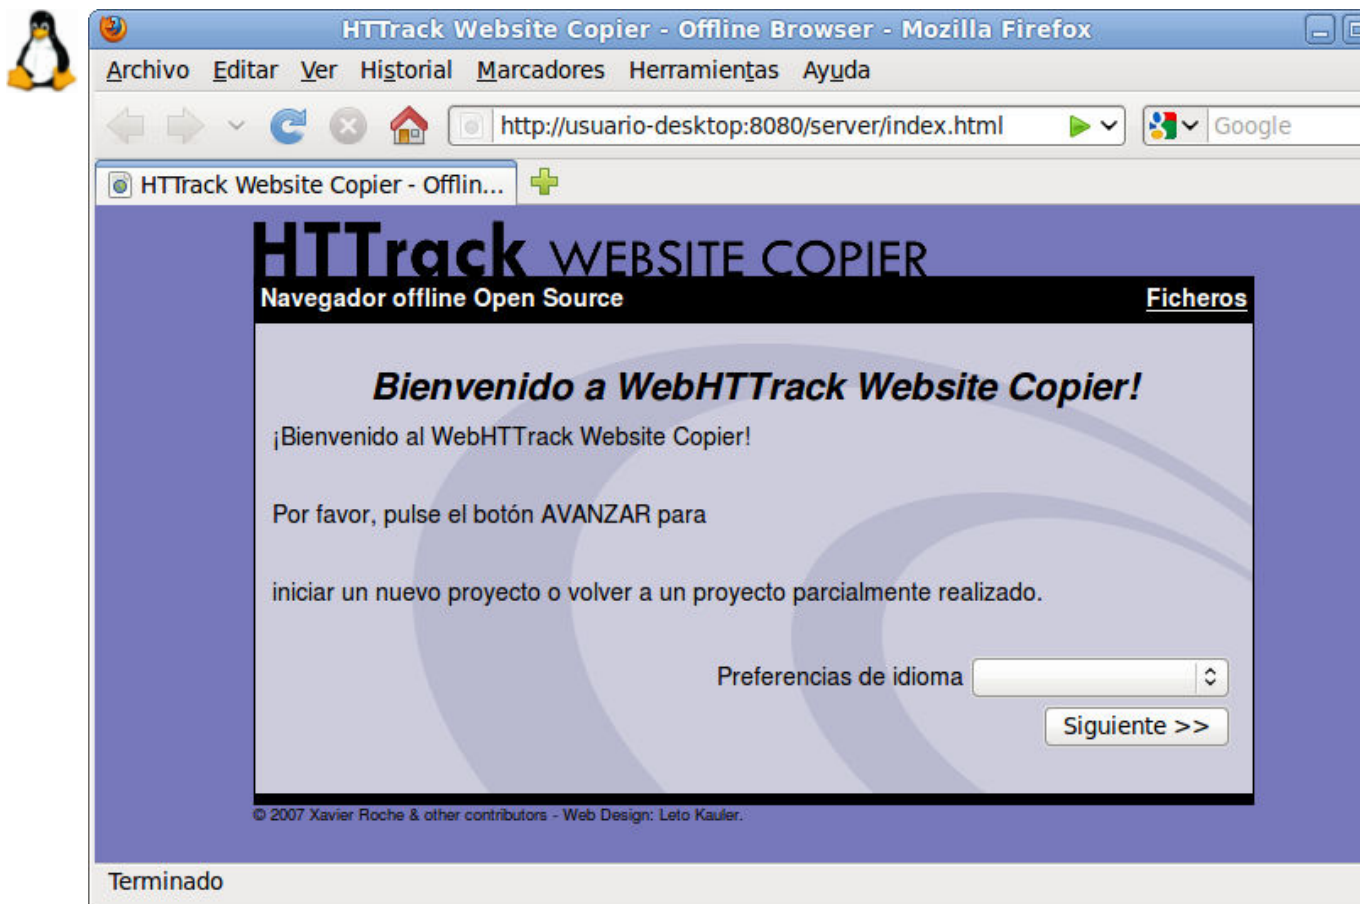 HTTrack Website Copier - Offline Browser - Mozilla Firefox
Archivo Editar Ver Historial Marcadores Herramientas Ayuda
http://usuario-desktop:8080/server/index.html Google
HTTrack Website Copier - Offlin...
HTTrack WEBSITE COPIER
Navegador offline Open Source Ficheros
Bienvenido a WebHTTrack Website Copier!
¡Bienvenido al WebHTTrack Website Copier!
Por favor, pulse el botón AVANZAR para
iniciar un nuevo proyecto o volver a un proyecto parcialmente realizado.
Preferencias de idioma
Siguiente >>
© 2007 Xavier Roche & other contributors - Web Design: Leto Kauler.
Terminado